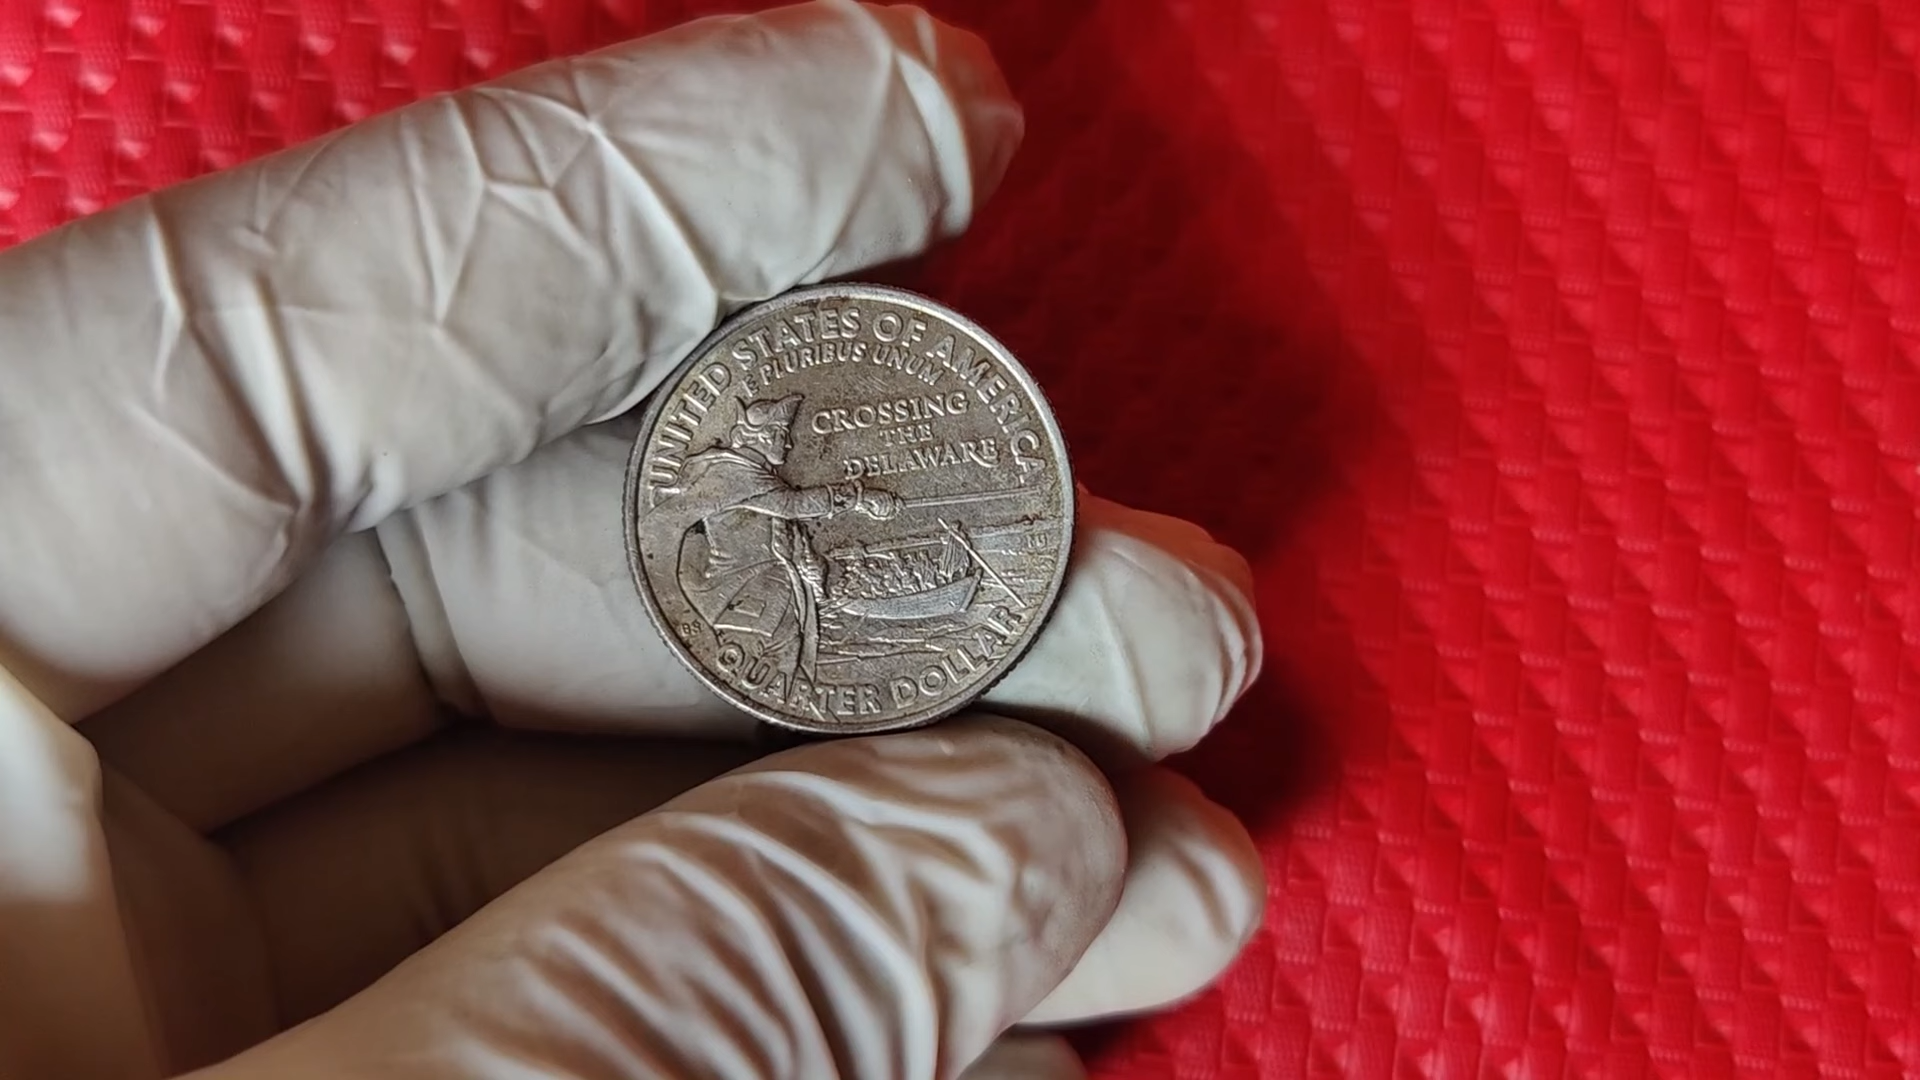 UNITED STATES OF AMERICA
E PLURIBUS UNUM
CROSSING
THE
DELAWARE
QUARTER DOLLAR